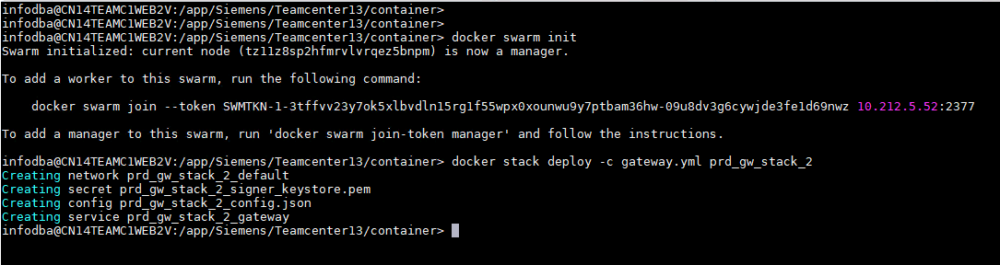 infodba@CN14TEAMC1WEB2V:/app/Siemens/Teamcenter13/container>
infodba@CN14TEAMC1WEB2V:/app/Siemens/Teamcenter13/container>
infodba@CN14TEAMC1WEB2V:/app/Siemens/Teamcenter13/container> docker swarm init
Swarm initialized: current node (tz11z8sp2hfmrvlvrqez5bnpm) is now a manager.
To add a worker to this swarm, run the following command:
docker swarm join --token SWMTKN-1-3tffvv23y7ok5xlbvdln15rg1f55wpx0xounwu9y7ptbam36hw-09u8dv3g6cywjde3fe1d69nwz 10.212.5.52:2377
To add a manager to this swarm, run 'docker swarm join-token manager' and follow the instructions.
infodba@CN14TEAMC1WEB2V:/app/Siemens/Teamcenter13/container> docker stack deploy -c gateway.yml prd_gw_stack_2
Creating network prd_gw_stack_2_default
Creating secret prd_gw_stack_2_signer_keystore.pem
Creating config prd_gw_stack_2_config.json
Creating service prd_gw_stack_2_gateway
infodba@CN14TEAMC1WEB2V:/app/Siemens/Teamcenter13/container>